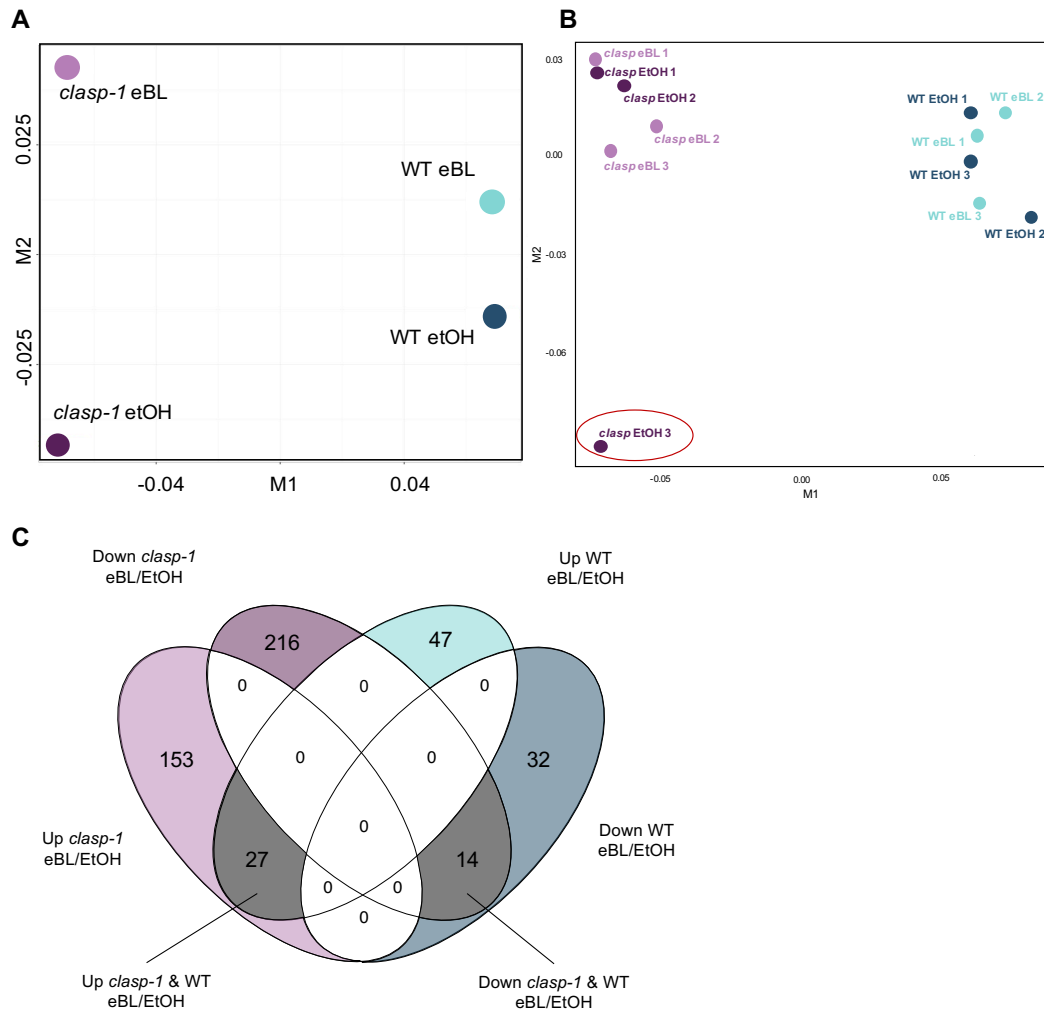 A
clasp-1 eBL
WT eBL
WT etOH
clasp-1 etOH
0.025
-0.025
M2
-0.04
M1
0.04
B
clasp eBL 1
clasp EtOH 1
clasp EtOH 2
clasp eBL 2
clasp eBL 3
WT EtOH 1
WT eBL 2
WT eBL 1
WT EtOH 3
WT eBL 3
WT EtOH 2
clasp EtOH 3
0.03
0.00
-0.03
-0.06
M2
-0.05
0.00
0.05
M1
C
Down clasp-1
eBL/EtOH
Up WT
eBL/EtOH
216
47
0
0
0
153
0
0
32
Up clasp-1
eBL/EtOH
Down WT
eBL/EtOH
0
27
14
0
0
0
Up clasp-1 & WT
eBL/EtOH
Down clasp-1 & WT
eBL/EtOH